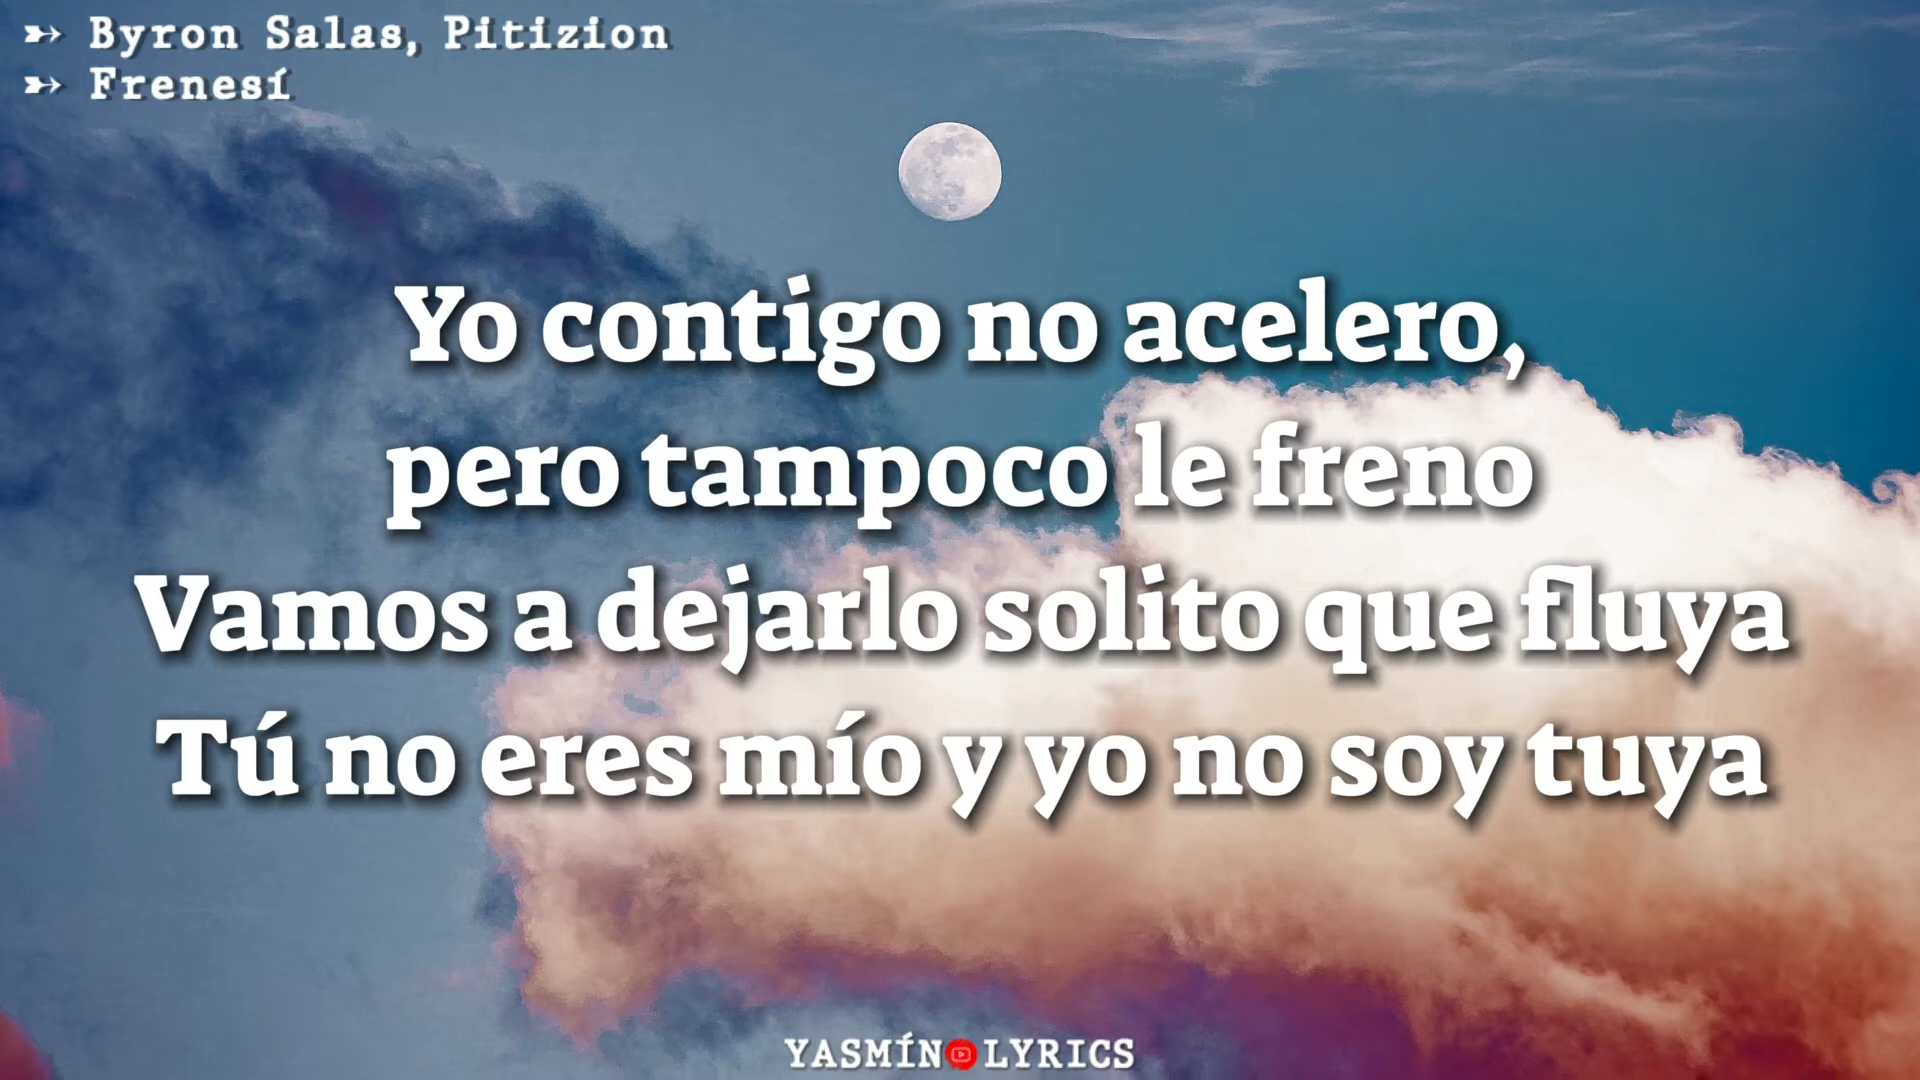 ➳ Byron Salas, Pitizion
➳ Frenesí
Yo contigo no acelero,
pero tampoco le freno
Vamos a dejarlo solito que fluya
Tú no eres mío y yo no soy tuya
YASMÍN LYRICS